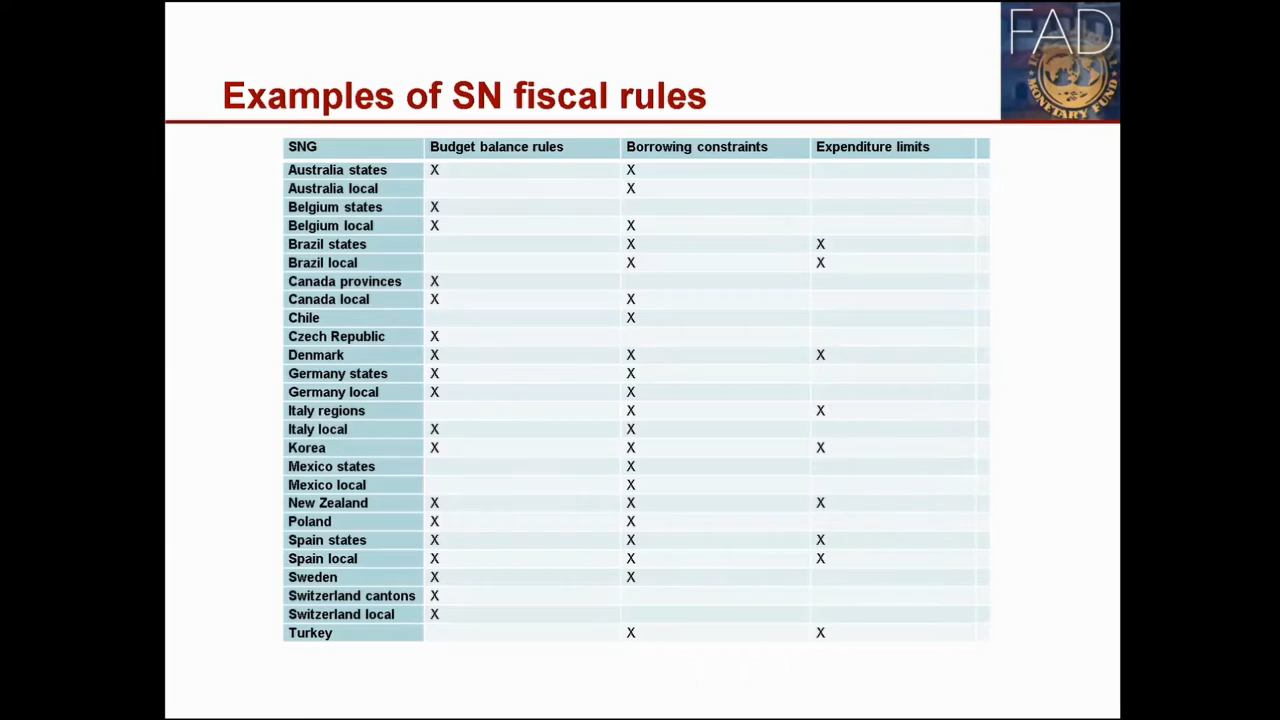 FAD
MONETARY FUND
Examples of SN fiscal rules
SNG Budget balance rules Borrowing constraints Expenditure limits
Australia states X X
Australia local X
Belgium states X
Belgium local X X
Brazil states X X
Brazil local X X
Canada provinces X
Canada local X X
Chile X
Czech Republic X
Denmark X X X
Germany states X X
Germany local X X
Italy regions X X
Italy local X X
Korea X X X
Mexico states X
Mexico local X
New Zealand X X X
Poland X X
Spain states X X X
Spain local X X X
Sweden X X
Switzerland cantons X
Switzerland local X
Turkey X X